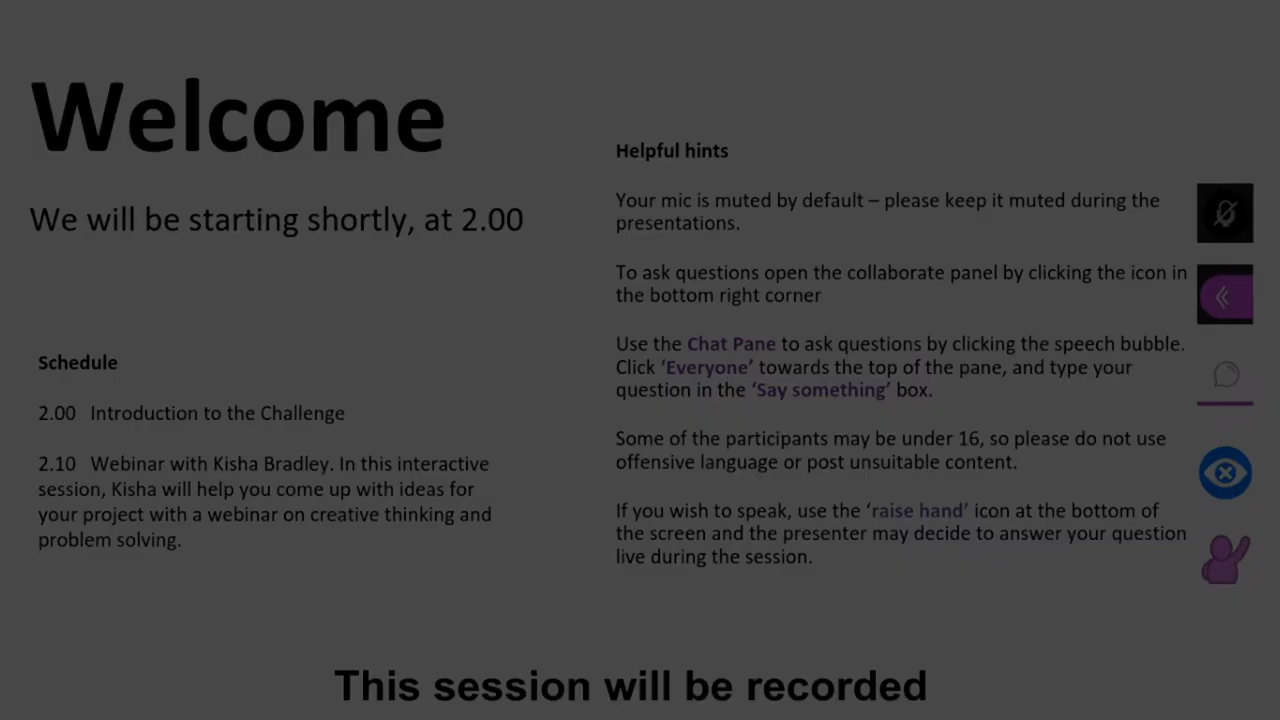 Welcome
We will be starting shortly, at 2.00
Schedule
2.00 Introduction to the Challenge
2.10 Webinar with Kisha Bradley. In this interactive
session, Kisha will help you come up with ideas for
your project with a webinar on creative thinking and
problem solving.
Helpful hints
Your mic is muted by default – please keep it muted during the
presentations.
To ask questions open the collaborate panel by clicking the icon in
the bottom right corner
Use the Chat Pane to ask questions by clicking the speech bubble.
Click ‘Everyone’ towards the top of the pane, and type your
question in the ‘Say something’ box.
Some of the participants may be under 16, so please do not use
offensive language or post unsuitable content.
If you wish to speak, use the ‘raise hand’ icon at the bottom of
the screen and the presenter may decide to answer your question
live during the session.
This session will be recorded